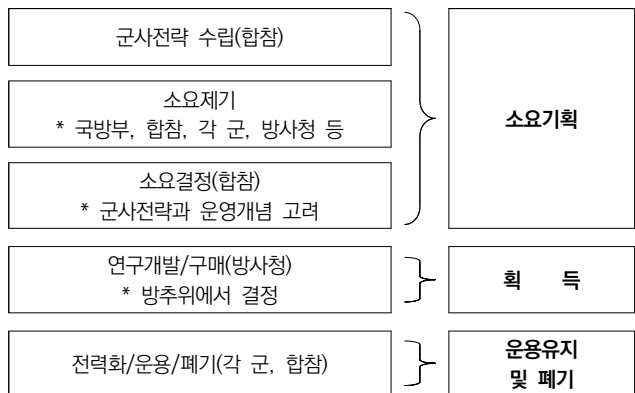 군사전략 수립(합참)
소요제기
* 국방부, 합참, 각 군, 방사청 등
소요결정(합참)
* 군사전략과 운영개념 고려
소요기획
연구개발/구매(방사청)
* 방추위에서 결정
획 득
전력화/운용/폐기(각 군, 합참)
운용유지
및 폐기